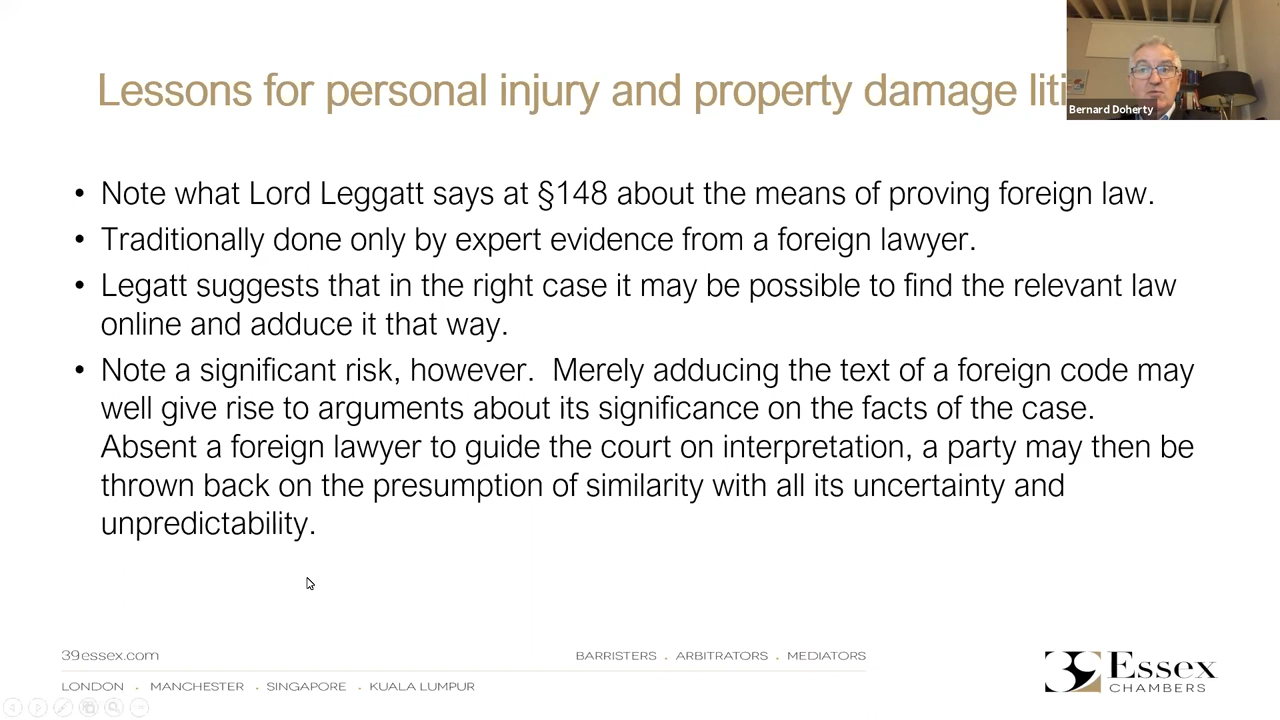 Lessons for personal injury and property damage liti
Bernard Doherty
• Note what Lord Leggatt says at §148 about the means of proving foreign law.
• Traditionally done only by expert evidence from a foreign lawyer.
• Legatt suggests that in the right case it may be possible to find the relevant law
online and adduce it that way.
• Note a significant risk, however.  Merely adducing the text of a foreign code may
well give rise to arguments about its significance on the facts of the case.
Absent a foreign lawyer to guide the court on interpretation, a party may then be
thrown back on the presumption of similarity with all its uncertainty and
unpredictability.
39essex.com
BARRISTERS . ARBITRATORS . MEDIATORS
LONDON . MANCHESTER . SINGAPORE . KUALA LUMPUR
39 Essex
CHAMBERS